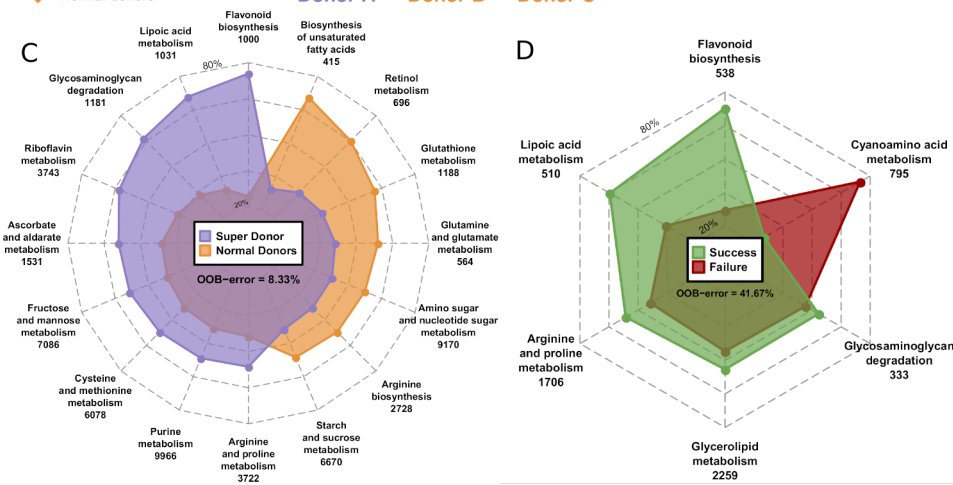 C
Flavonoid
biosynthesis
1000
Biosynthesis
of unsaturated
fatty acids
415
Retinol
metabolism
696
Glutathione
metabolism
1188
Glutamine
and glutamate
metabolism
564
Amino sugar
and nucleotide sugar
metabolism
9170
Arginine
biosynthesis
2728
Starch
and sucrose
metabolism
6670
Arginine
and proline
metabolism
3722
Purine
metabolism
9966
Cysteine
and methionine
metabolism
6078
Fructose
and mannose
metabolism
7086
Ascorbate
and aldarate
metabolism
1531
Riboflavin
metabolism
3743
Glycosaminoglycan
degradation
1181
Lipoic acid
metabolism
1031
80%
20%
Super Donor
Normal Donors
OOB−error = 8.33%
D
Flavonoid
biosynthesis
538
Cyanoamino acid
metabolism
795
Glycosaminoglycan
degradation
333
Glycerolipid
metabolism
2259
Arginine
and proline
metabolism
1706
Lipoic acid
metabolism
510
80%
20%
Success
Failure
OOB−error = 41.67%